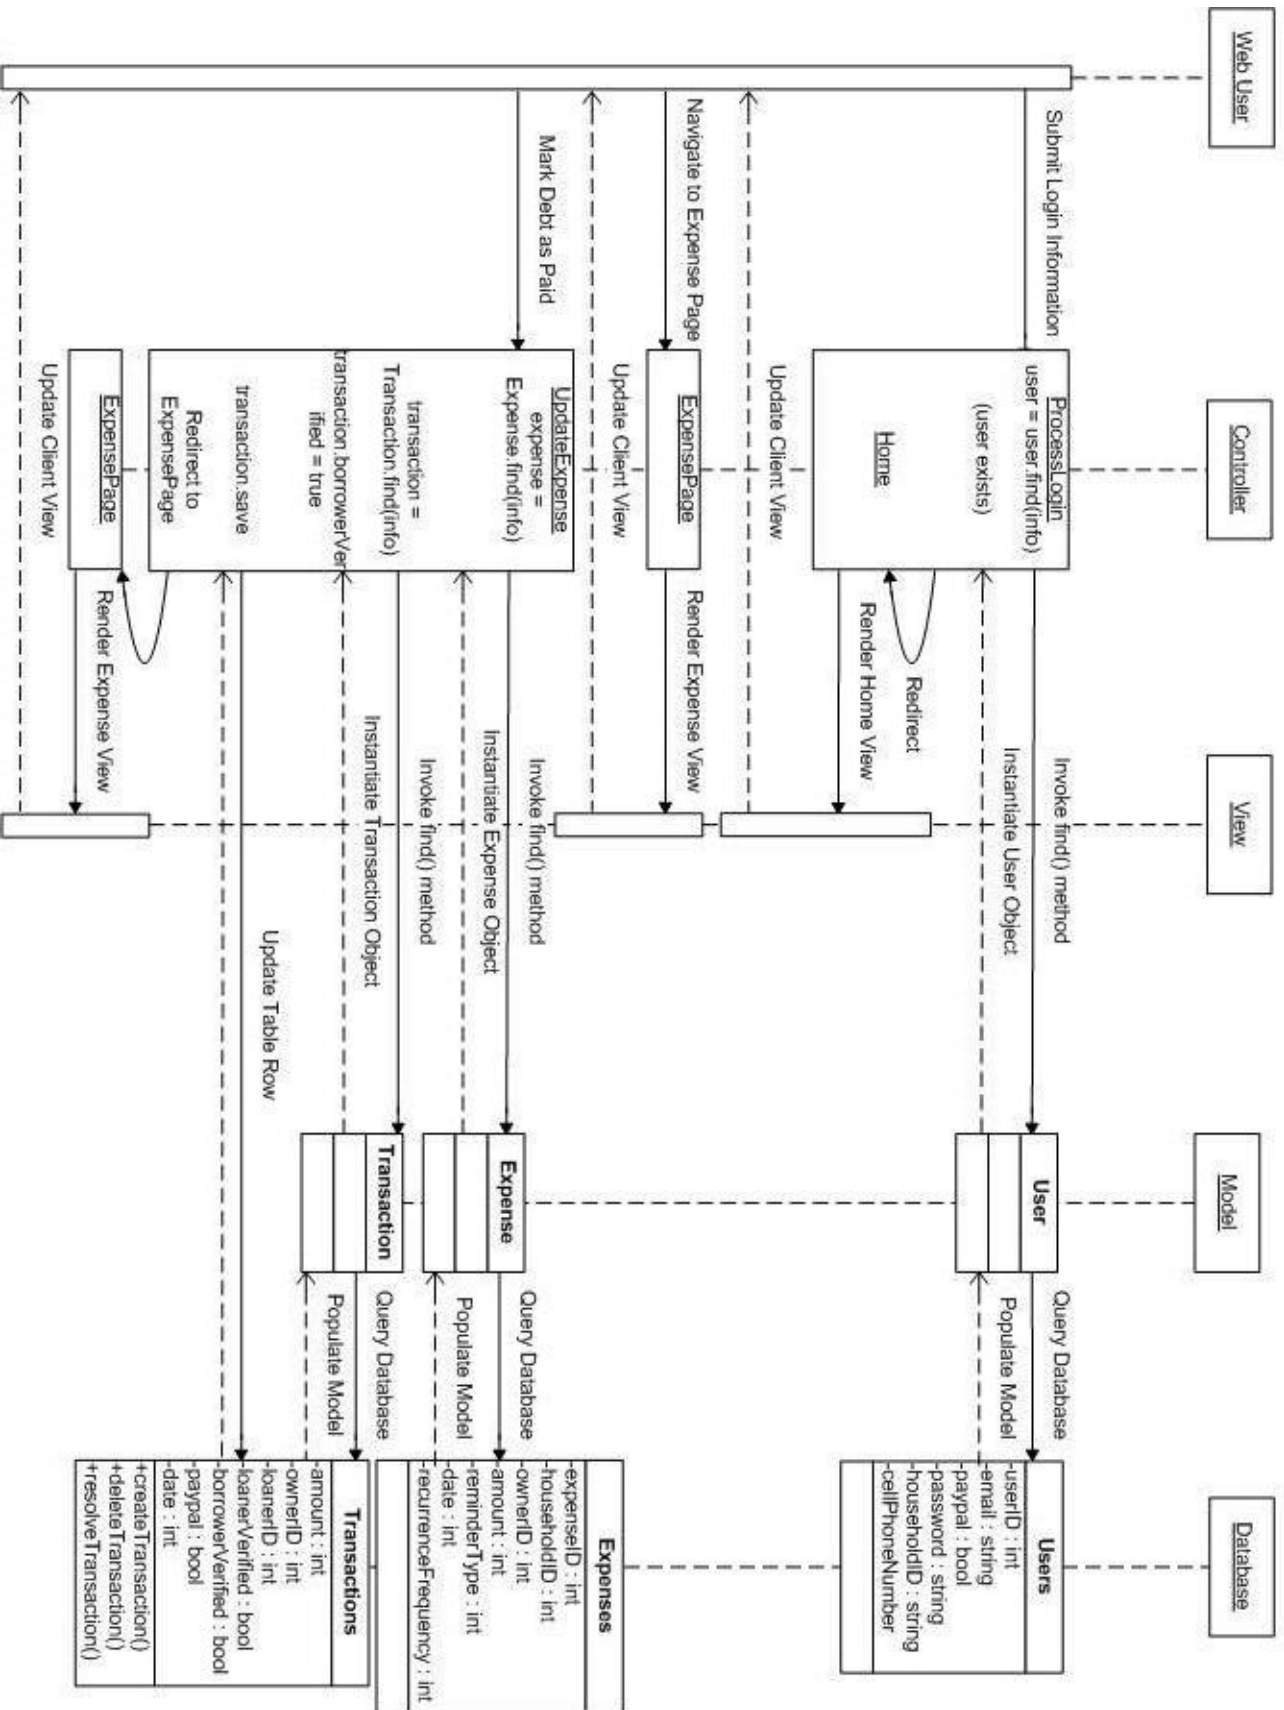 Web User
Controller
View
Model
Database
Submit Login Information
ProcessLogin
user = user.find(info)
(user exists)
Home
Invoke find() method
Instantiate User Object
Redirect
Render Home View
User
Query Database
Populate Model
Users
-userID : int
-email : string
-paypal : bool
-password : string
-householdID : string
-cellPhoneNumber
Update Client View
Navigate to Expense Page
ExpensePage
Render Expense View
Update Client View
Mark Debt as Paid
UpdateExpense
expense =
Expense.find(info)
transaction =
Transaction.find(info)
transaction.borrowerVer
ified = true
transaction.save
Redirect to
ExpensePage
Invoke find() method
Instantiate Expense Object
Expense
Query Database
Populate Model
Expenses
-expenseID : int
-householdID : int
-ownerID : int
-amount : int
-reminderType : int
-date : int
-recurrenceFrequency : int
Invoke find() method
Instantiate Transaction Object
Transaction
Query Database
Populate Model
Transactions
-amount : int
-ownerID : int
-loanerID : int
-loanerVerified : bool
-borrowerVerified : bool
-paypal : bool
-date : int
+createTransaction()
+deleteTransaction()
+resolveTransaction()
Update Table Row
ExpensePage
Render Expense View
Update Client View